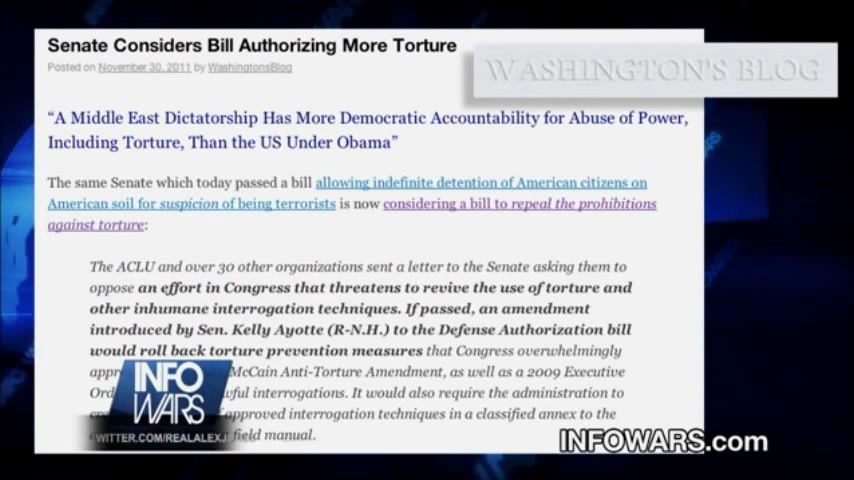 Senate Considers Bill Authorizing More Torture
Posted on November 30, 2011 by WashingtonsBlog
WASHINGTON'S BLOG
“A Middle East Dictatorship Has More Democratic Accountability for Abuse of Power,
Including Torture, Than the US Under Obama”
The same Senate which today passed a bill allowing indefinite detention of American citizens on
American soil for suspicion of being terrorists is now considering a bill to repeal the prohibitions
against torture:
The ACLU and over 30 other organizations sent a letter to the Senate asking them to
oppose an effort in Congress that threatens to revive the use of torture and
other inhumane interrogation techniques. If passed, an amendment
introduced by Sen. Kelly Ayotte (R-N.H.) to the Defense Authorization bill
would roll back torture prevention measures that Congress overwhelmingly
McCain Anti-Torture Amendment, as well as a 2009 Executive
interrogations. It would also require the administration to
approved interrogation techniques in a classified annex to the
field manual.
INFO
WARS
TWITTER.COM/REALALEXJ
INFOWARS.com